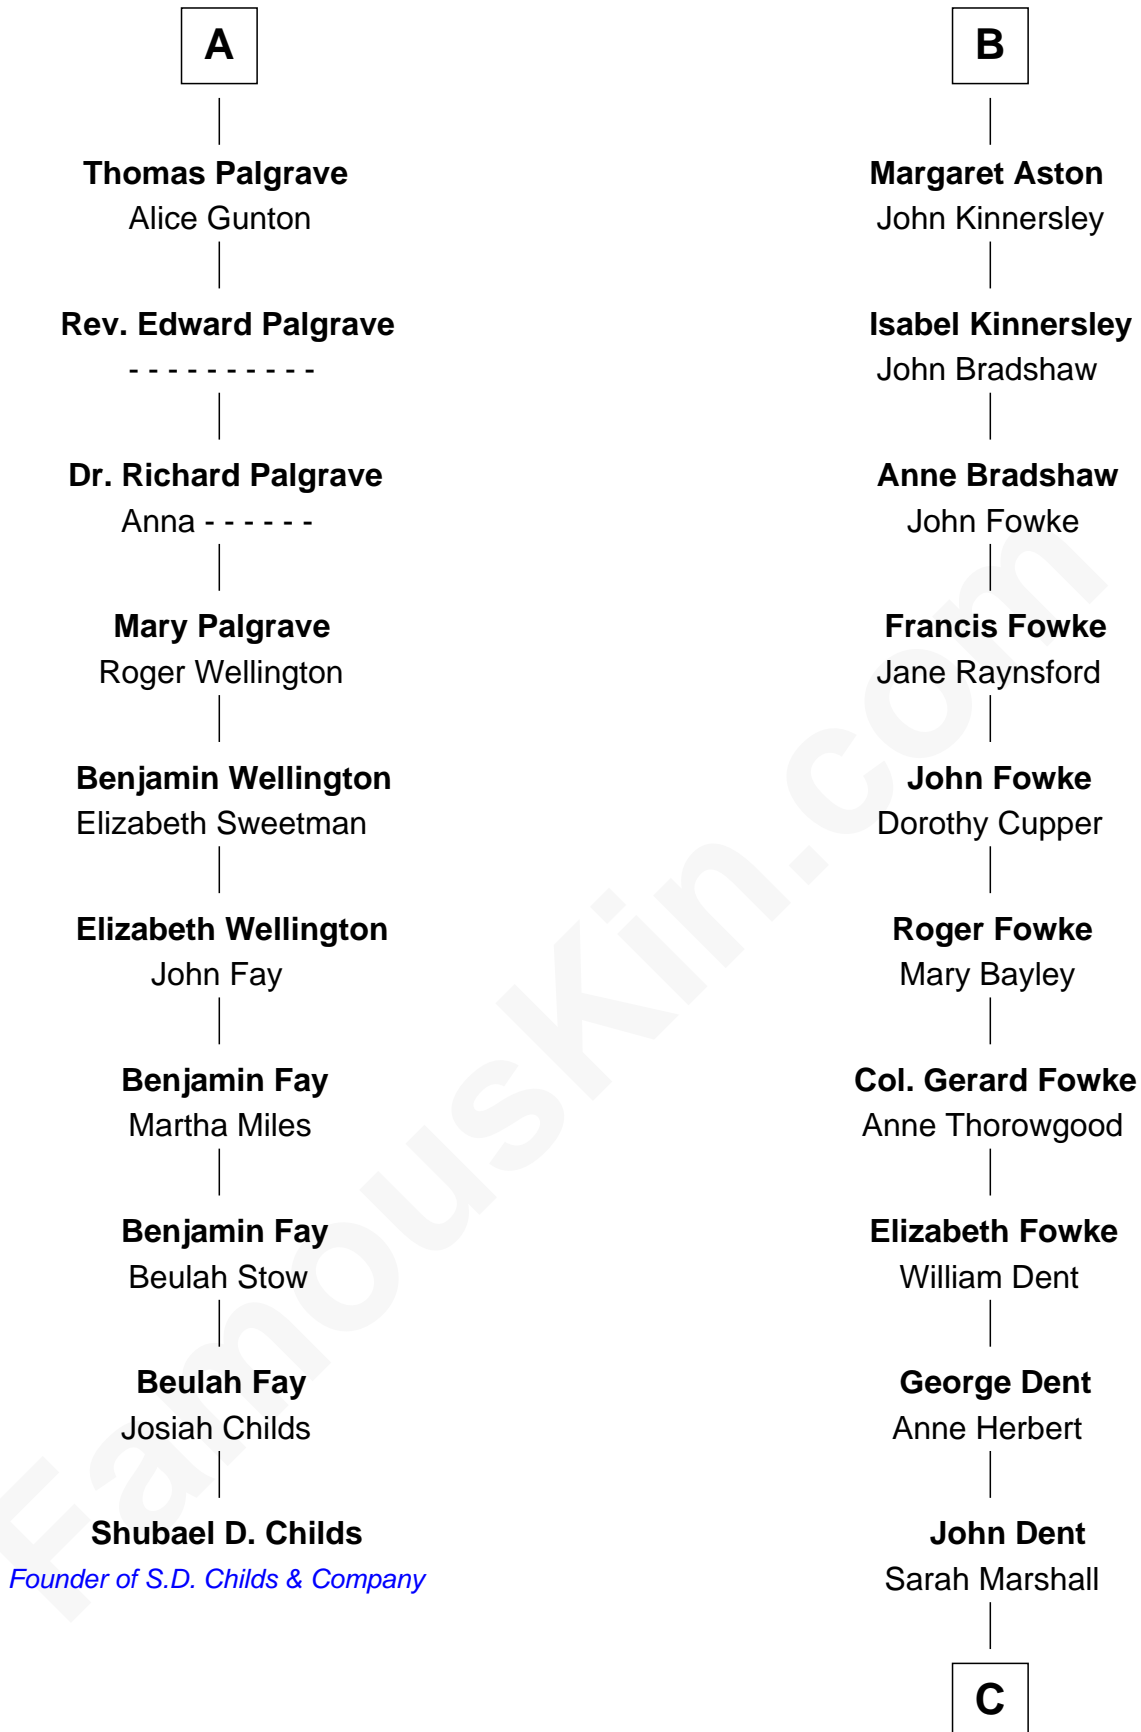 A
Thomas Palgrave
Alice Gunton
Rev. Edward Palgrave
- - - - - - - - - -
Dr. Richard Palgrave
Anna - - - - - -
Mary Palgrave
Roger Wellington
Benjamin Wellington
Elizabeth Sweetman
Elizabeth Wellington
John Fay
Benjamin Fay
Martha Miles
Benjamin Fay
Beulah Stow
Beulah Fay
Josiah Childs
Shubael D. Childs
Founder of S.D. Childs & Company
B
Margaret Aston
John Kinnersley
Isabel Kinnersley
John Bradshaw
Anne Bradshaw
John Fowke
Francis Fowke
Jane Raynsford
John Fowke
Dorothy Cupper
Roger Fowke
Mary Bayley
Col. Gerard Fowke
Anne Thorowgood
Elizabeth Fowke
William Dent
George Dent
Anne Herbert
John Dent
Sarah Marshall
C
FamousKin.com